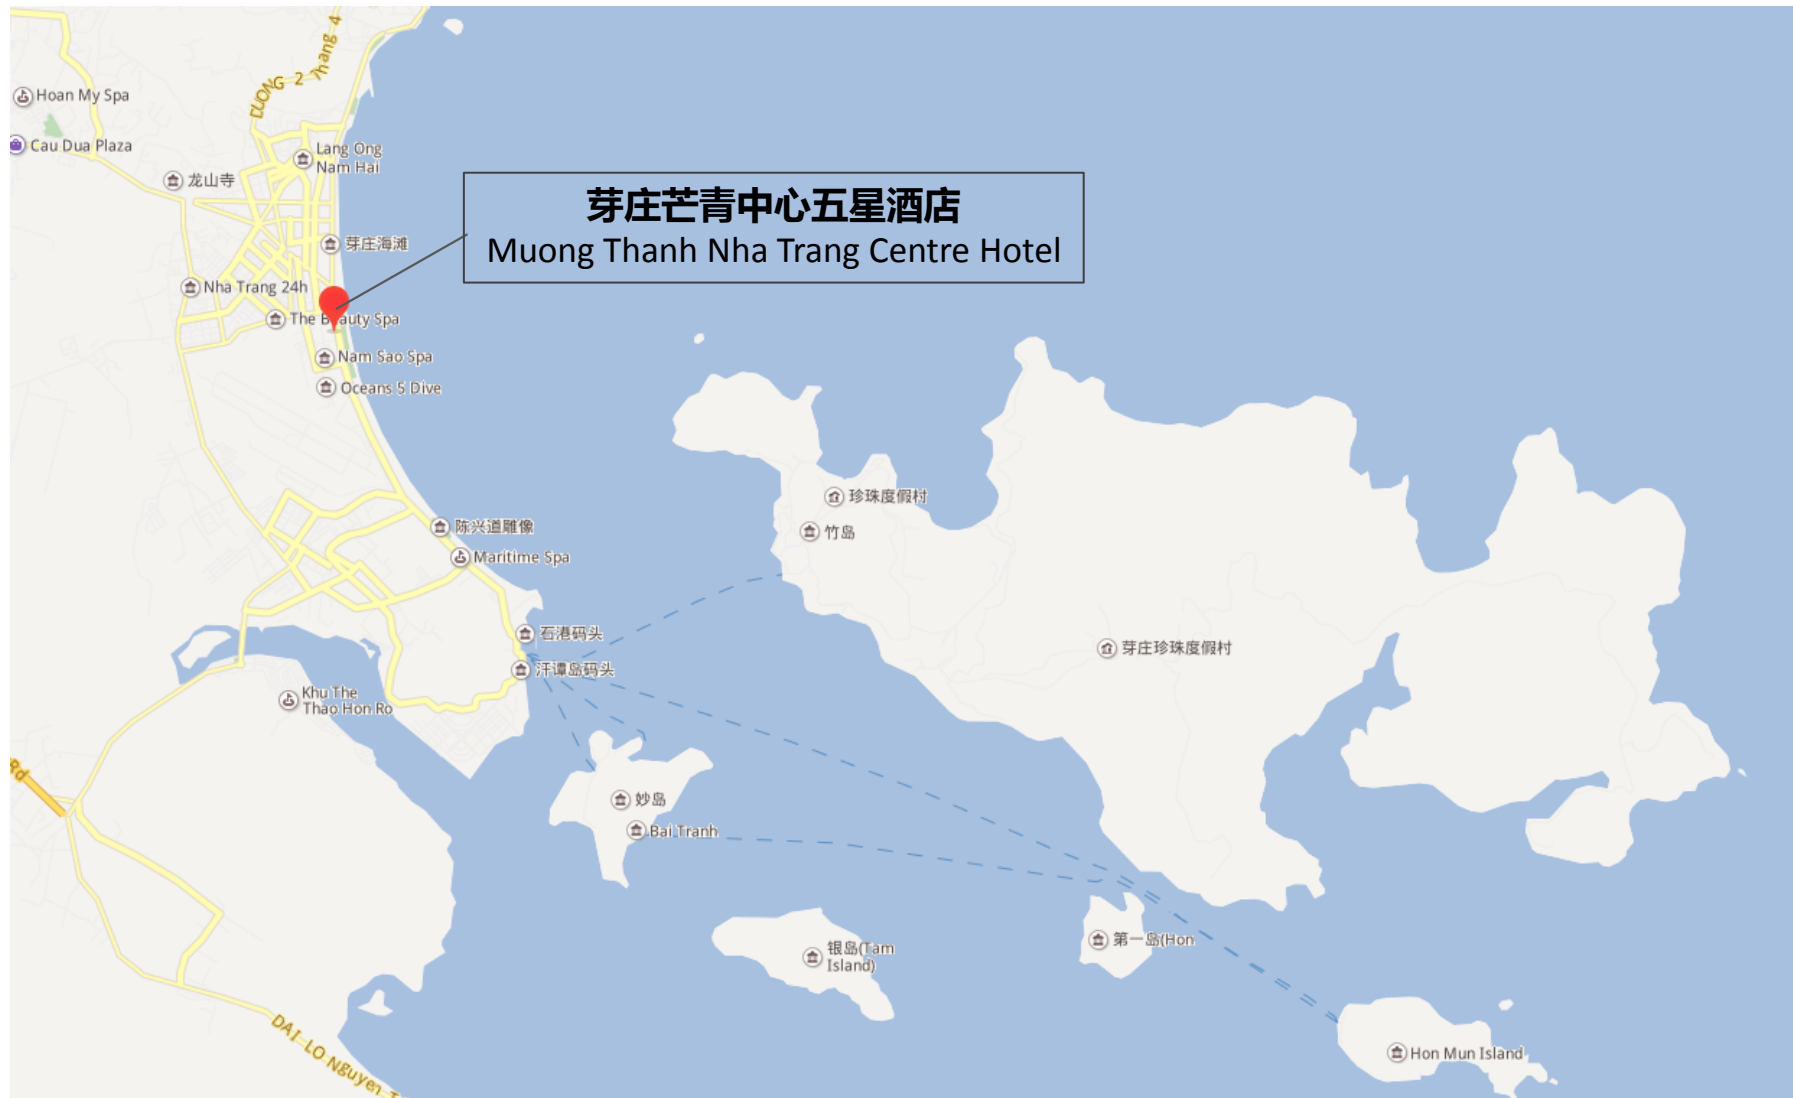 DUONG 2 Thang 4
Hoan My Spa
Cau Dua Plaza
Lang Ong
Nam Hai
龙山寺
芽庄芒青中心五星酒店
Muong Thanh Nha Trang Centre Hotel
芽庄海滩
Nha Trang 24h
The Beauty Spa
Nam Sao Spa
Oceans 5 Dive
珍珠度假村
竹岛
陈兴道雕像
Maritime Spa
石港码头
汗谭岛码头
芽庄珍珠度假村
Khu The
Thao Hon Ro
Rd
妙岛
Bai Tranh
银岛(Tam
Island)
第一岛(Hon
DAI LO Nguyen T
Hon Mun Island